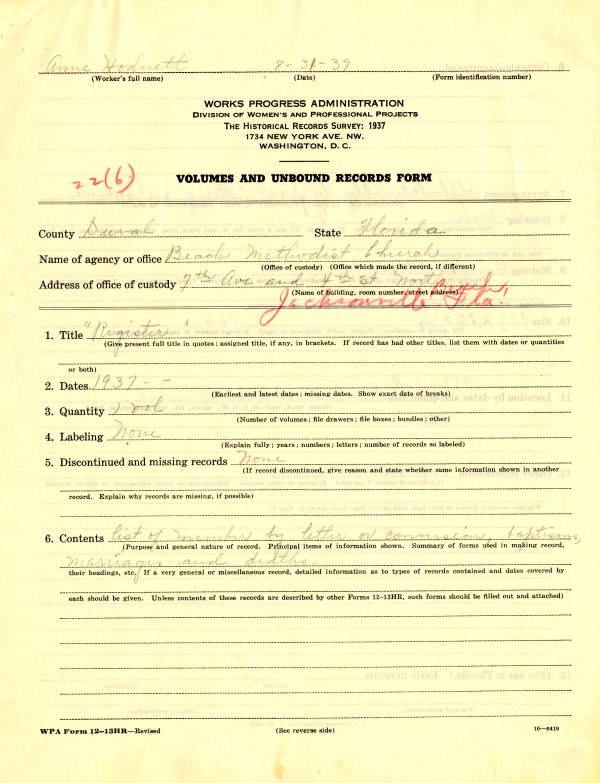 Anne Hodnett 8-31-39
(Worker's full name) (Date) (Form identification number)
WORKS PROGRESS ADMINISTRATION
DIVISION OF WOMEN'S AND PROFESSIONAL PROJECTS
THE HISTORICAL RECORDS SURVEY: 1937
1734 NEW YORK AVE. NW.
WASHINGTON, D. C.
22(6)
VOLUMES AND UNBOUND RECORDS FORM
County Duval State Florida
Name of agency or office Beach Methodist Church
(Office of custody) (Office which made the record, if different)
Address of office of custody 7th Ave and 4th St North
(Name of building, room number, street address)
Jacksonville Beach, Fla.
1. Title "Register"
(Give present full title in quotes; assigned title, if any, in brackets. If record has had other titles, list them with dates or quantities
or both)
2. Dates. 1937 - -
(Earliest and latest dates; missing dates. Show exact date of breaks)
3. Quantity 1 vol
(Number of volumes; file drawers; file boxes; bundles; other)
4. Labeling None
(Explain fully; years; numbers; letters; number of records so labeled)
5. Discontinued and missing records None
(If record discontinued, give reason and state whether same information shown in another
record. Explain why records are missing, if possible)
6. Contents list of member by letter or conversion, baptisms,
(Purpose and general nature of record. Principal items of information shown. Summary of forms used in making record,
marriages and deaths.
their headings, etc. If a very general or miscellaneous record, detailed information as to types of records contained and dates covered by
each should be given. Unless contents of these records are described by other Forms 12-13HR, such forms should be filled out and attached)
WPA Form 12-13HR—Revised (See reverse side) 16—6419